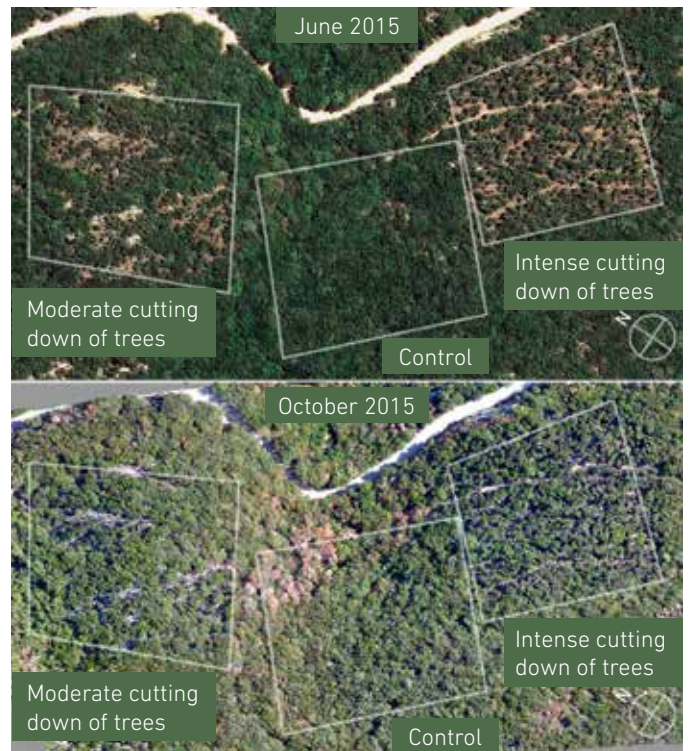 June 2015
Moderate cutting
down of trees
Control
Intense cutting
down of trees
N
October 2015
Moderate cutting
down of trees
Control
Intense cutting
down of trees
N